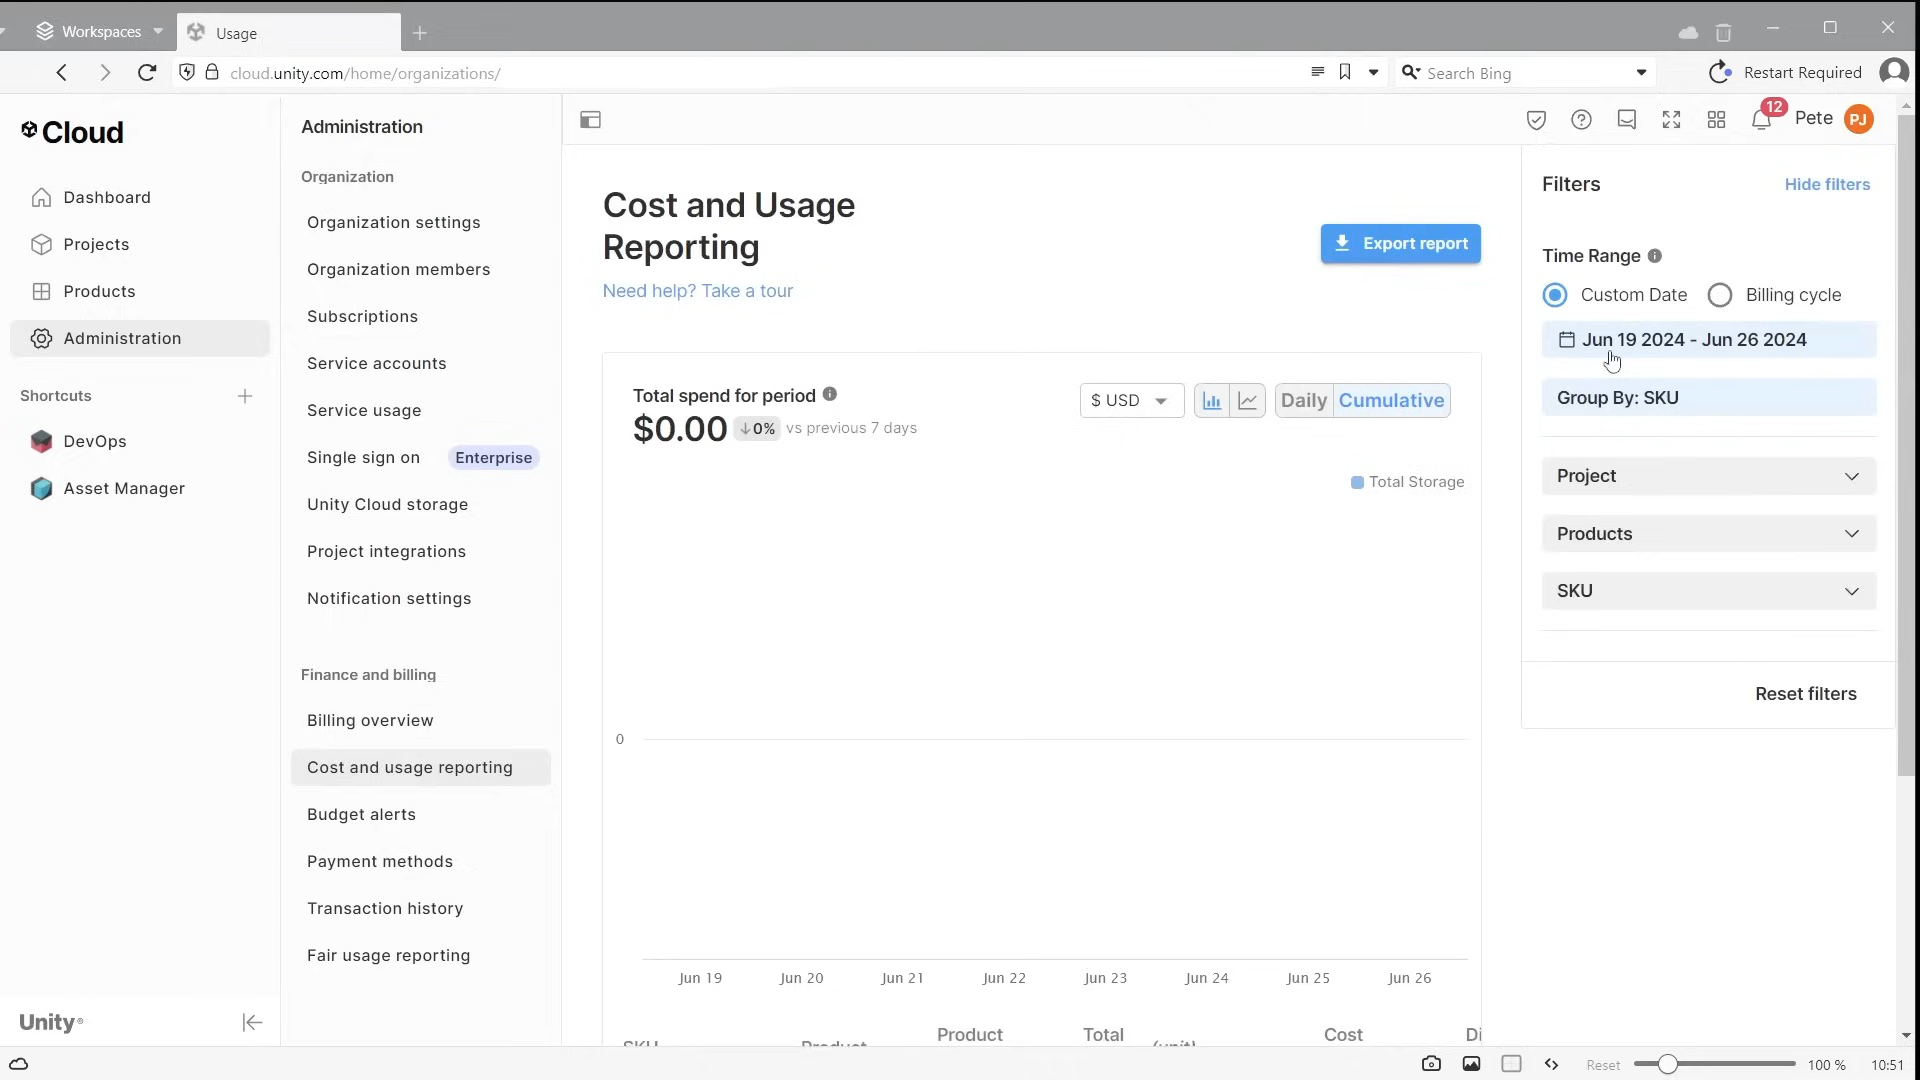 Workspaces
Usage
cloud.unity.com/home/organizations/
Search Bing
Restart Required
Cloud
Dashboard
Projects
Products
Administration
Shortcuts
DevOps
Asset Manager
Unity
Administration
Organization
Organization settings
Organization members
Subscriptions
Service accounts
Service usage
Single sign on Enterprise
Unity Cloud storage
Project integrations
Notification settings
Finance and billing
Billing overview
Cost and usage reporting
Budget alerts
Payment methods
Transaction history
Fair usage reporting
12
Pete PJ
Cost and Usage
Reporting
Need help? Take a tour
Export report
Total spend for period
$0.00 ↓0% vs previous 7 days
$ USD
Daily Cumulative
Total Storage
0
Jun 19 Jun 20 Jun 21 Jun 22 Jun 23 Jun 24 Jun 25 Jun 26
SKU Product Product Total (unit) Cost Di
Filters Hide filters
Time Range
Custom Date Billing cycle
Jun 19 2024 - Jun 26 2024
Group By: SKU
Project
Products
SKU
Reset filters
Reset 100 % 10:51